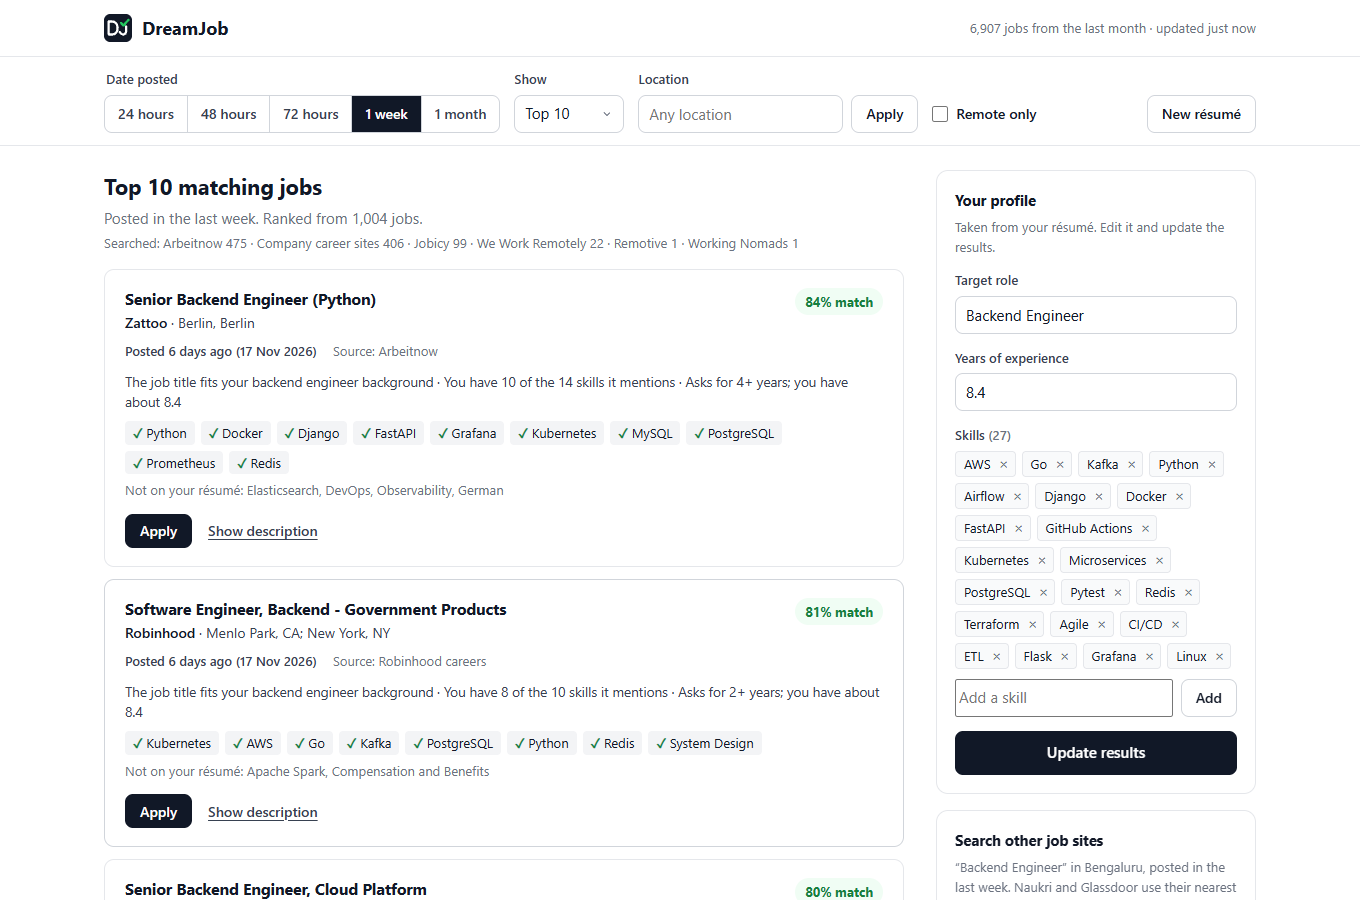 DJ DreamJob
6,907 jobs from the last month · updated just now
Date posted
24 hours 48 hours 72 hours 1 week 1 month
Show
Top 10
Location
Any location
Apply
Remote only
New résumé
Top 10 matching jobs
Posted in the last week. Ranked from 1,004 jobs.
Searched: Arbeitnow 475 · Company career sites 406 · Jobicy 99 · We Work Remotely 22 · Remotive 1 · Working Nomads 1
Senior Backend Engineer (Python)
84% match
Zattoo · Berlin, Berlin
Posted 6 days ago (17 Nov 2026) Source: Arbeitnow
The job title fits your backend engineer background · You have 10 of the 14 skills it mentions · Asks for 4+ years; you have
about 8.4
✓ Python ✓ Docker ✓ Django ✓ FastAPI ✓ Grafana ✓ Kubernetes ✓ MySQL ✓ PostgreSQL
✓ Prometheus ✓ Redis
Not on your résumé: Elasticsearch, DevOps, Observability, German
Apply Show description
Software Engineer, Backend - Government Products
81% match
Robinhood · Menlo Park, CA; New York, NY
Posted 6 days ago (17 Nov 2026) Source: Robinhood careers
The job title fits your backend engineer background · You have 8 of the 10 skills it mentions · Asks for 2+ years; you have about
8.4
✓ Kubernetes ✓ AWS ✓ Go ✓ Kafka ✓ PostgreSQL ✓ Python ✓ Redis ✓ System Design
Not on your résumé: Apache Spark, Compensation and Benefits
Apply Show description
Senior Backend Engineer, Cloud Platform
80% match
Your profile
Taken from your résumé. Edit it and update the
results.
Target role
Backend Engineer
Years of experience
8.4
Skills (27)
AWS × Go × Kafka × Python ×
Airflow × Django × Docker ×
FastAPI × GitHub Actions ×
Kubernetes × Microservices ×
PostgreSQL × Pytest × Redis ×
Terraform × Agile × CI/CD ×
ETL × Flask × Grafana × Linux ×
Add a skill Add
Update results
Search other job sites
“Backend Engineer” in Bengaluru, posted in the
last week. Naukri and Glassdoor use their nearest